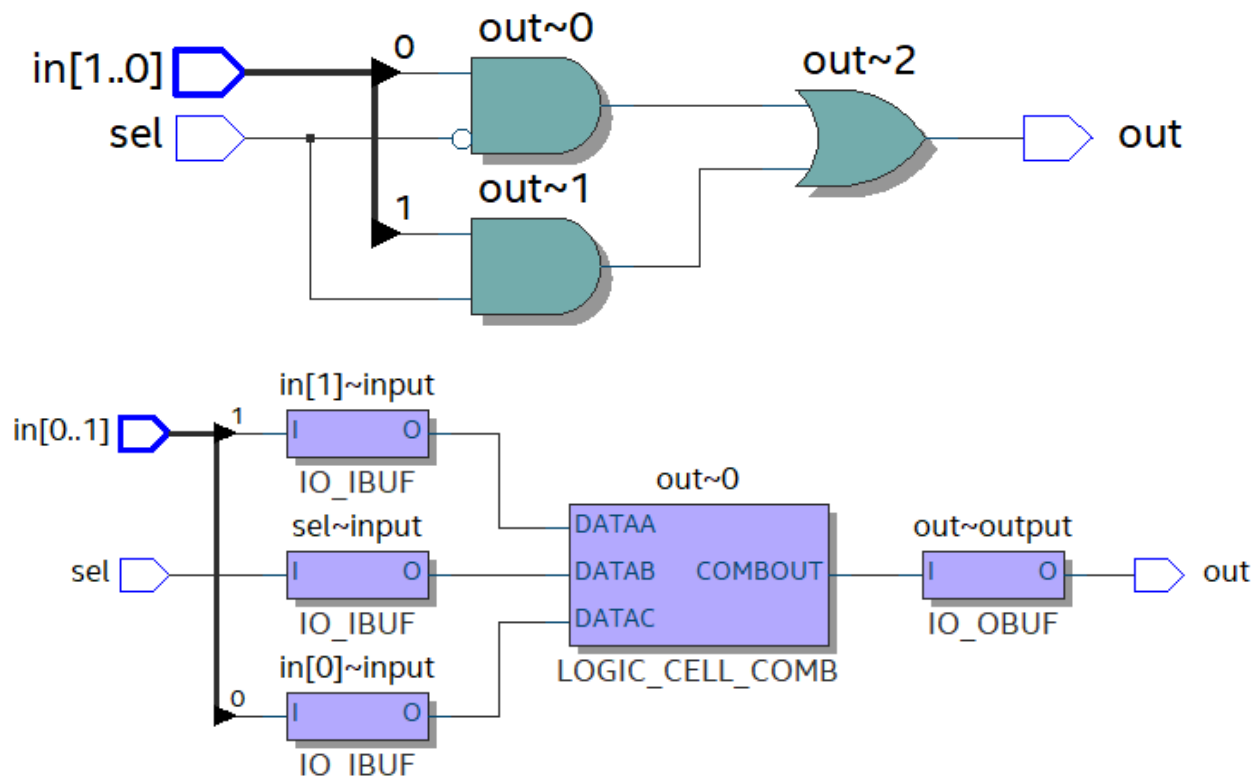 out~0
0
in[1..0]
out~2
sel
out
out~1
1
in[1]~input
1
in[0..1]
I O
IO_IBUF
out~0
sel~input
DATAA
out~output
sel
I O
DATAB COMBOUT
I O
out
IO_IBUF
DATAC
IO_OBUF
in[0]~input
LOGIC_CELL_COMB
0
I O
IO_IBUF